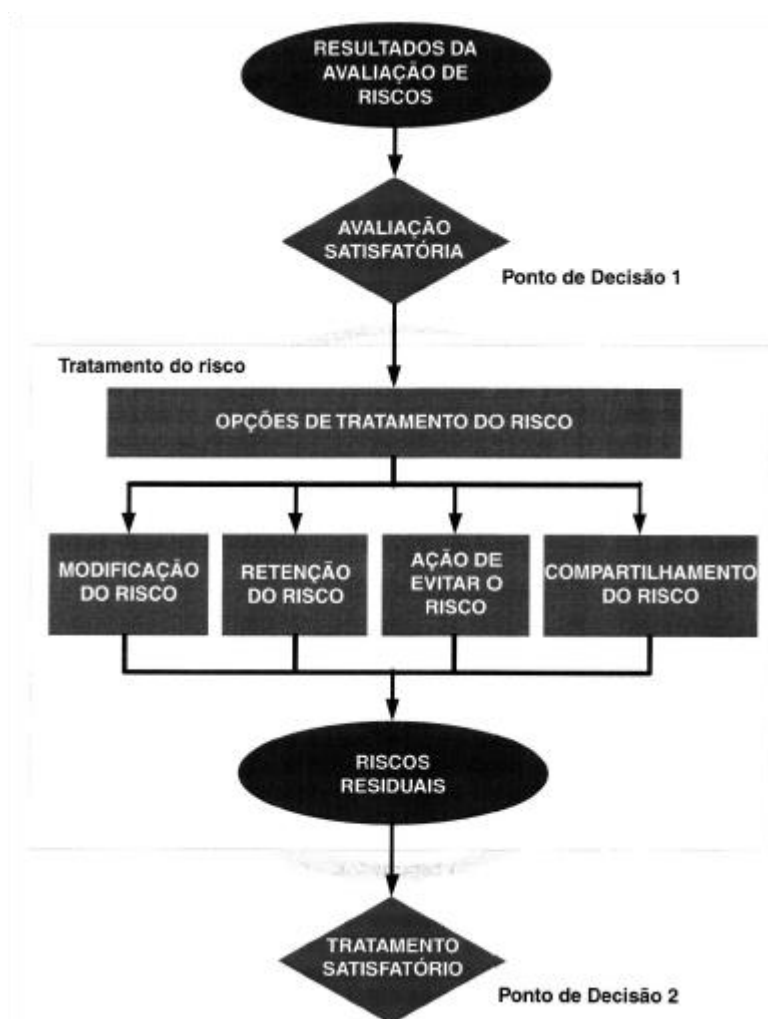 RESULTADOS DA
AVALIAÇÃO DE
RISCOS
AVALIAÇÃO
SATISFATÓRIA
Ponto de Decisão 1
Tratamento do risco
OPÇÕES DE TRATAMENTO DO RISCO
MODIFICAÇÃO
DO RISCO
RETENÇÃO
DO RISCO
AÇÃO DE
EVITAR O
RISCO
COMPARTILHAMENTO
DO RISCO
RISCOS
RESIDUAIS
TRATAMENTO
SATISFATÓRIO
Ponto de Decisão 2